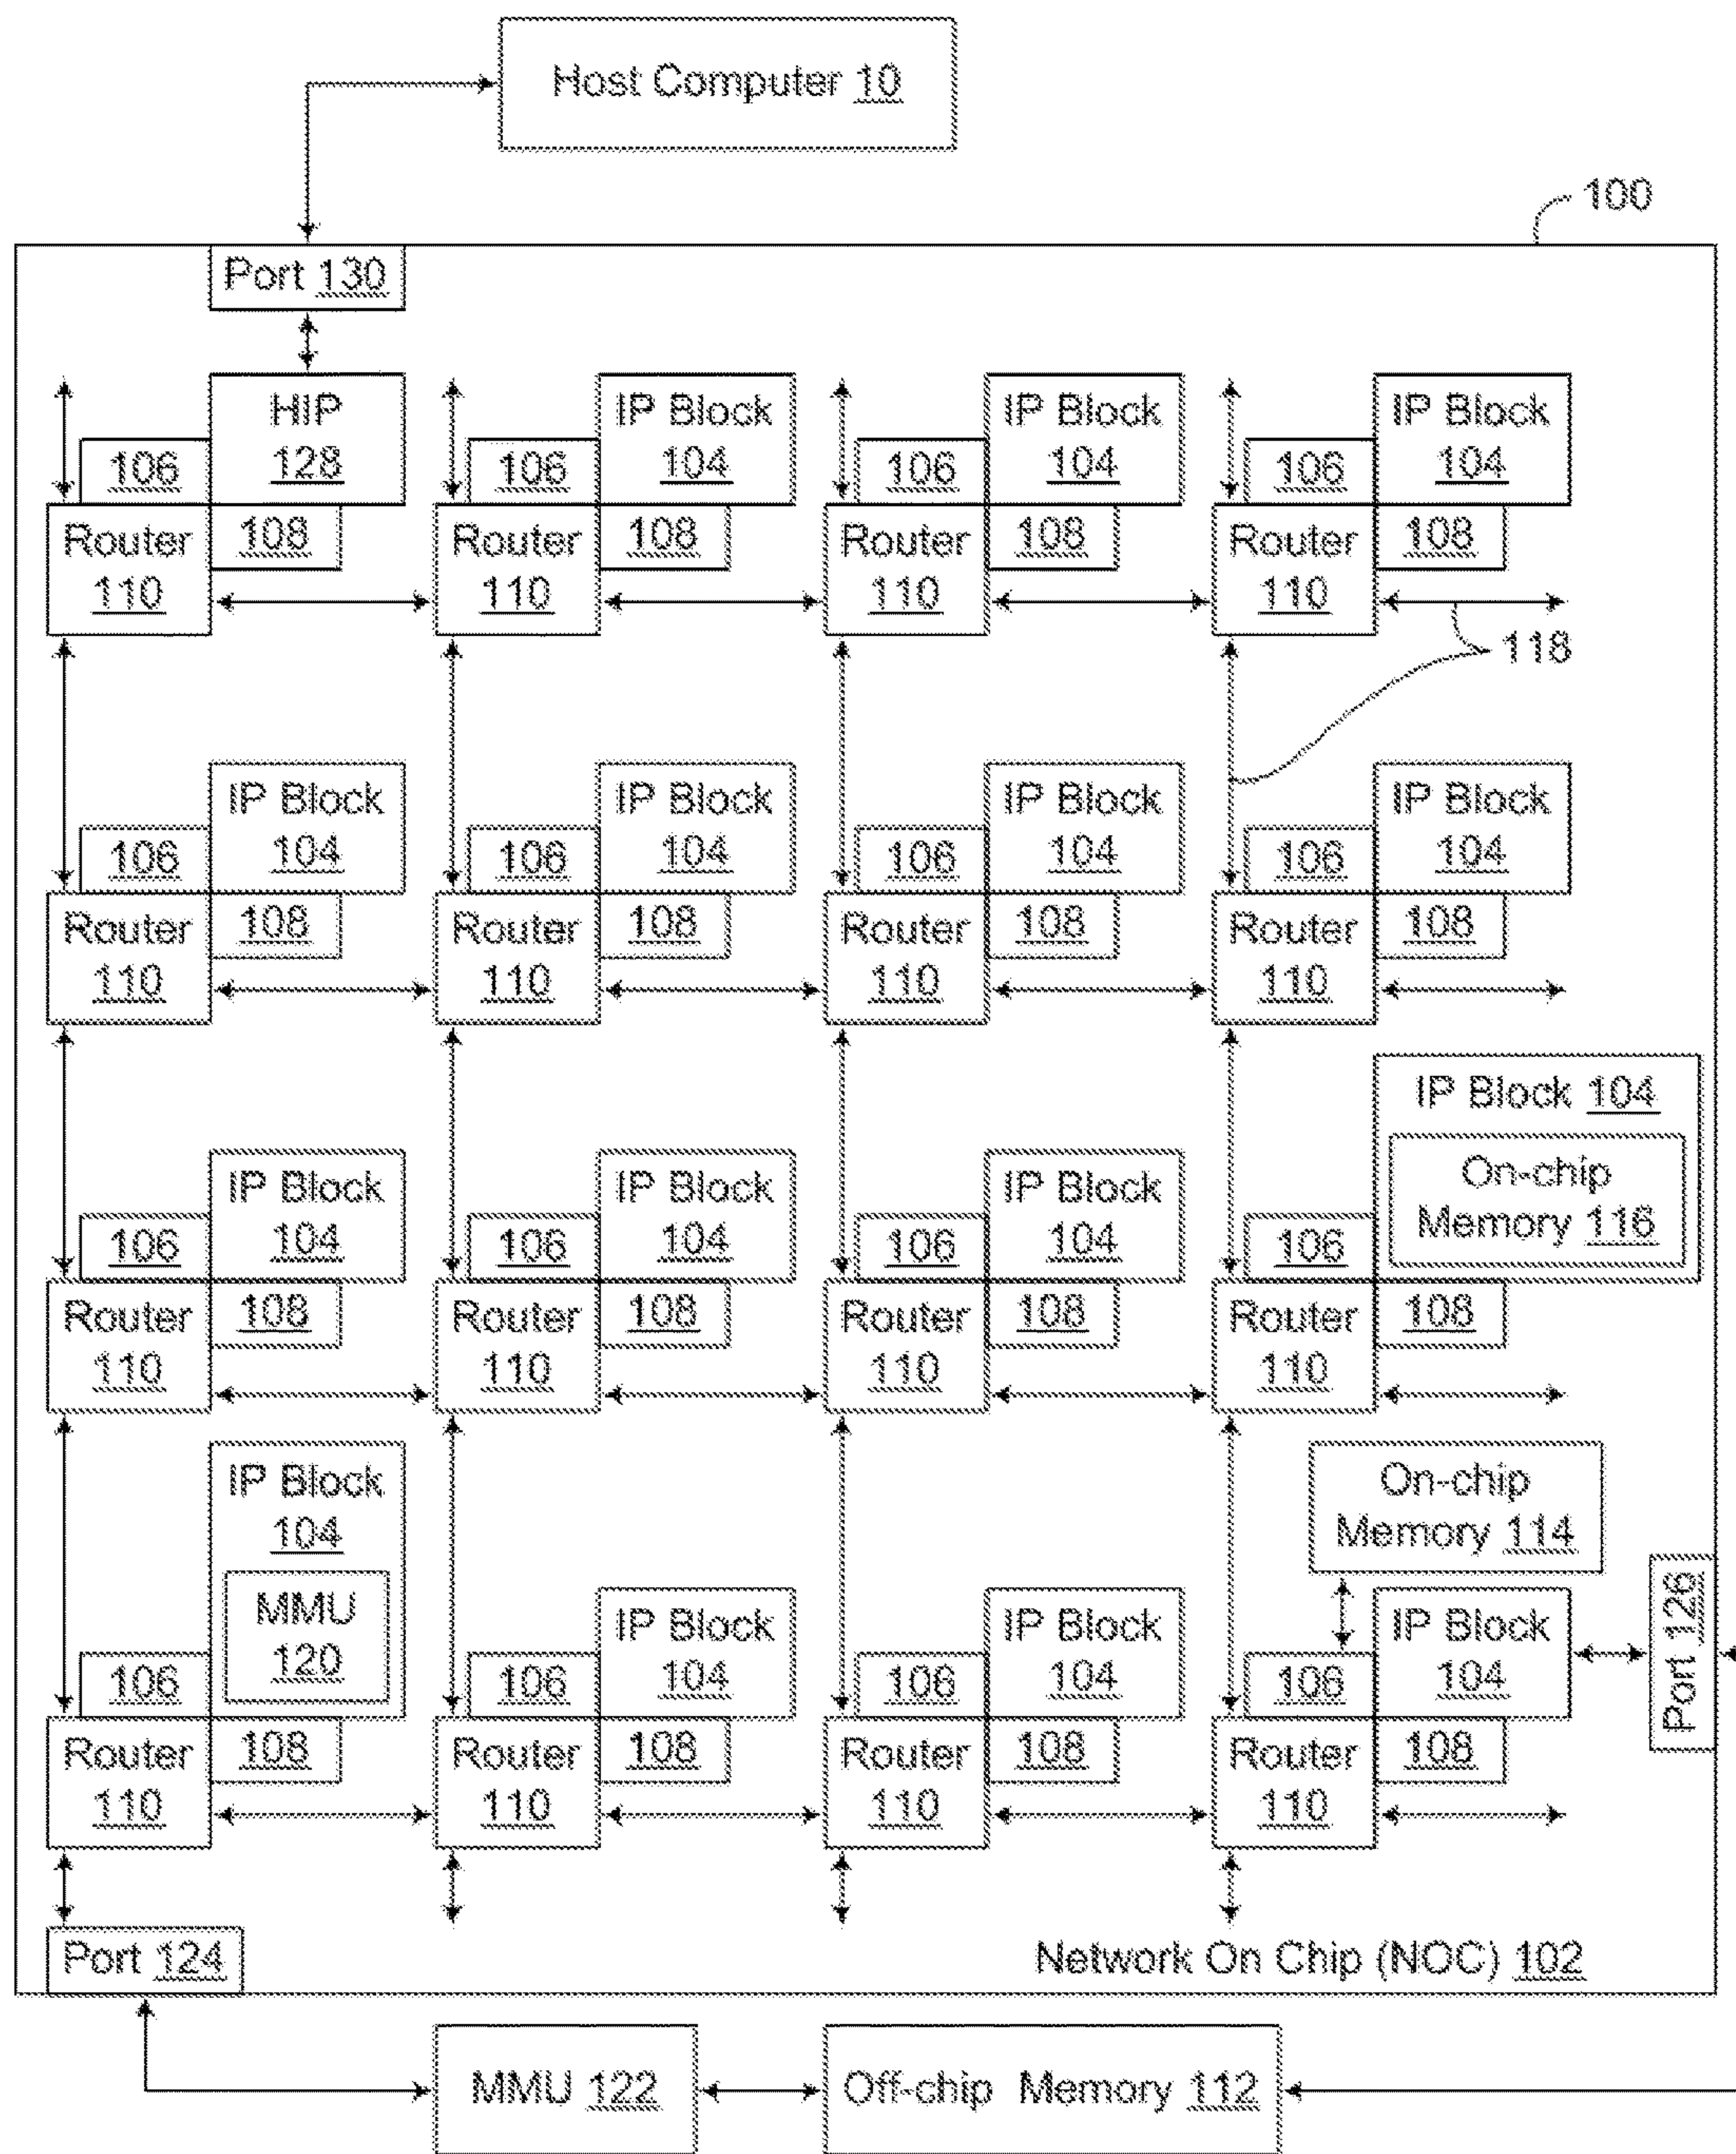 Host Computer 10
100
Port 130
HIP
128
106
Router
110
108
IP Block
104
106
Router
110
108
IP Block
104
106
Router
110
108
IP Block
104
106
Router
110
108
118
IP Block
104
106
Router
110
108
IP Block
104
106
Router
110
108
IP Block
104
106
Router
110
108
IP Block
104
106
Router
110
108
IP Block
104
106
Router
110
108
IP Block
104
106
Router
110
108
IP Block
104
106
Router
110
108
IP Block 104
On-chip
Memory 116
106
Router
110
108
IP Block
104
MMU
120
106
Router
110
108
IP Block
104
106
Router
110
108
IP Block
104
106
Router
110
108
On-chip
Memory 114
IP Block
104
106
Router
110
108
Port 126
Port 124
Network On Chip (NOC) 102
MMU 122
Off-chip Memory 112